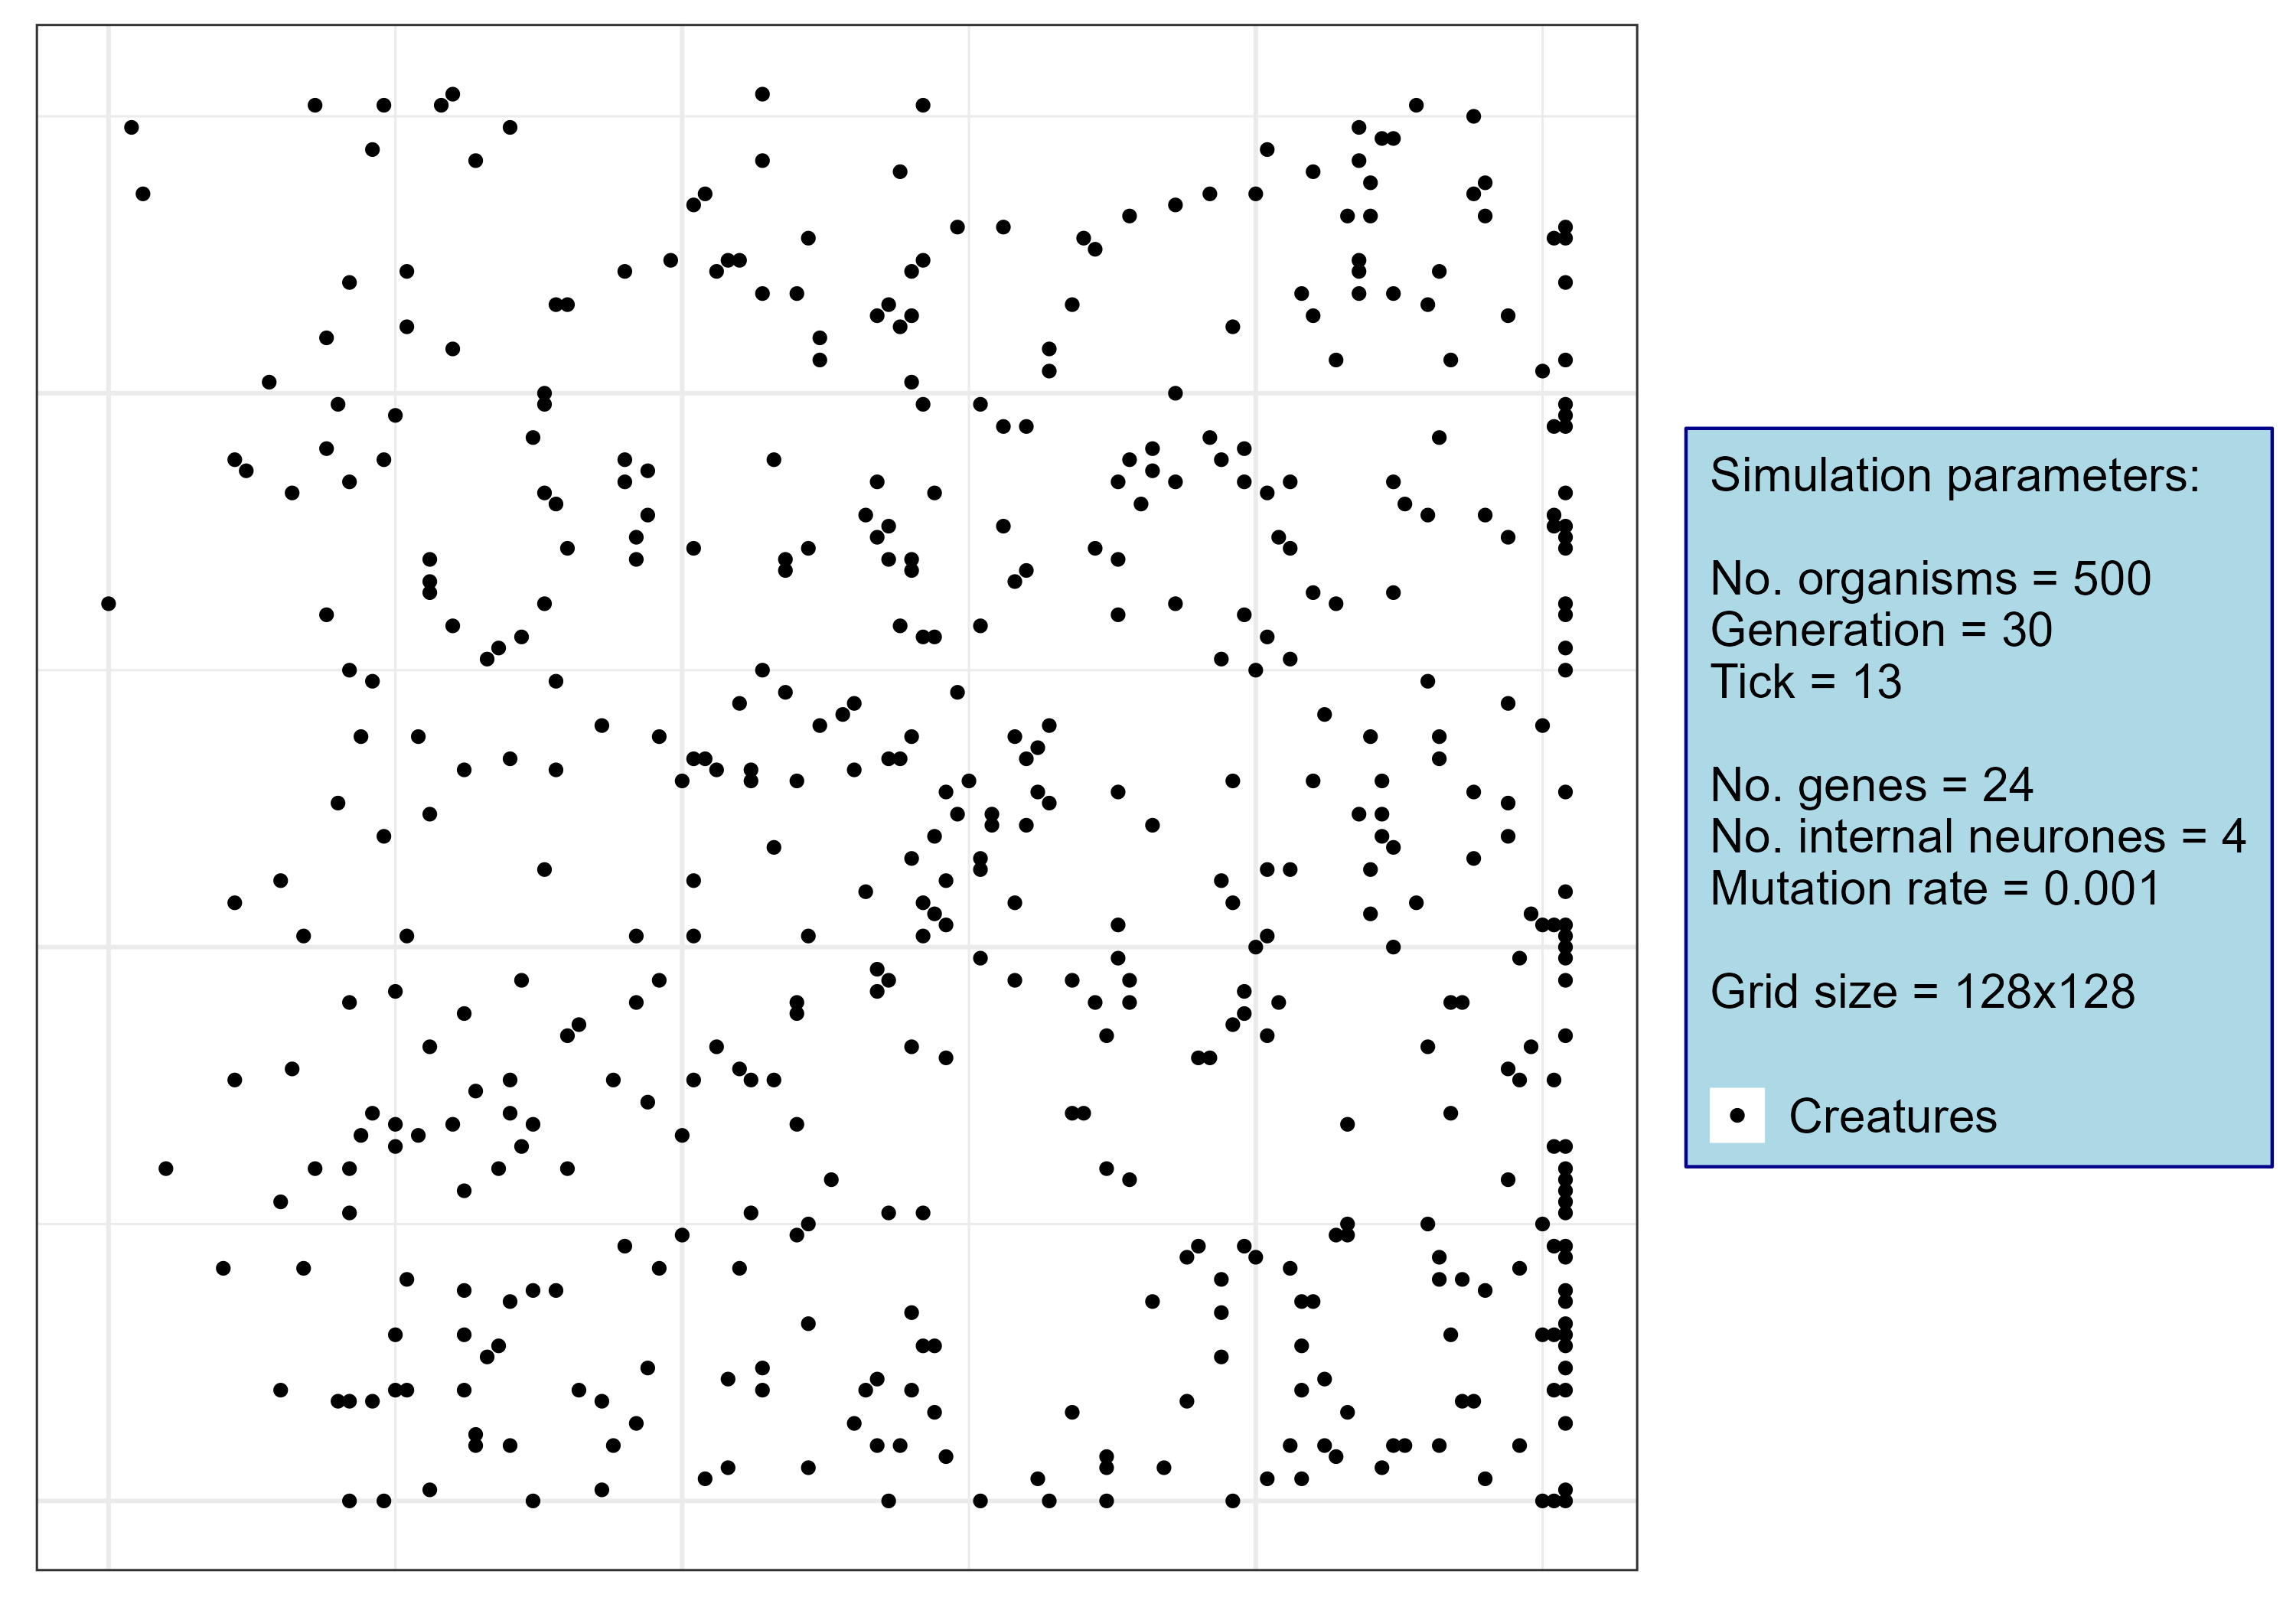 Simulation parameters:
No. organisms = 500
Generation = 30
Tick = 13
No. genes = 24
No. internal neurones = 4
Mutation rate = 0.001
Grid size = 128x128
Creatures